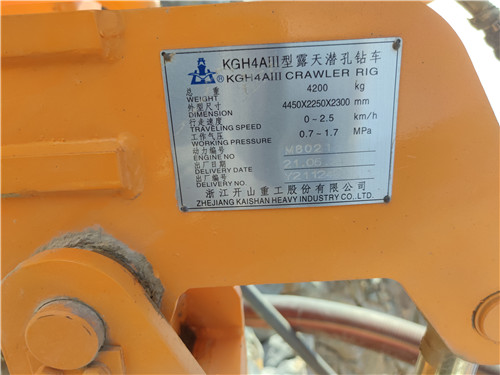 KGH4AIII型露天潜孔钻车
® KGH4AIII CRAWLER RIG
总重 4200 kg
WEIGHT
外型尺寸 4450X2250X2300 mm
DIMENSION
行走速度 0~2.5 km/h
TRAVELING SPEED
工作气压 0.7~1.7 MPa
WORKING PRESSURE
动力编号
ENGINE NO
出厂日期
DELIVERY DATE
出厂编号
DELIVERY NO
浙江开山重工股份有限公司
ZHEJIANG KAISHAN HEAVY INDUSTRY CO., LTD.